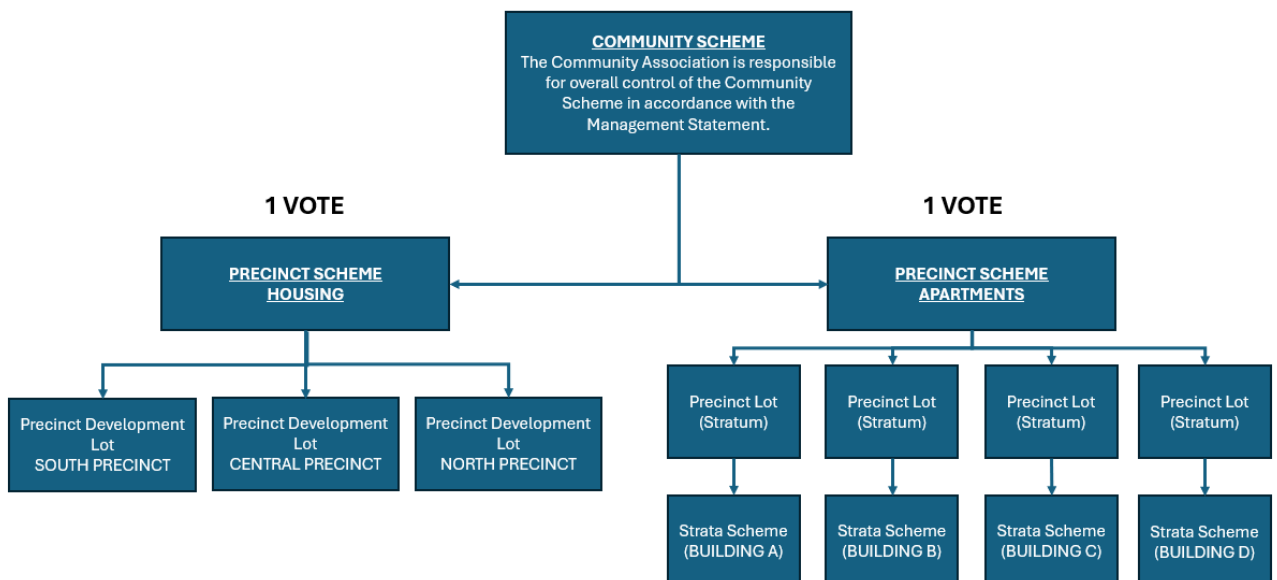 COMMUNITY SCHEME
The Community Association is responsible
for overall control of the Community
Scheme in accordance with the
Management Statement.
1 VOTE
1 VOTE
PRECINCT SCHEME
HOUSING
PRECINCT SCHEME
APARTMENTS
Precinct Development
Lot
SOUTH PRECINCT
Precinct Development
Lot
CENTRAL PRECINCT
Precinct Development
Lot
NORTH PRECINCT
Precinct Lot
(Stratum)
Precinct Lot
(Stratum)
Precinct Lot
(Stratum)
Precinct Lot
(Stratum)
Strata Scheme
(BUILDING A)
Strata Scheme
(BUILDING B)
Strata Scheme
(BUILDING C)
Strata Scheme
(BUILDING D)